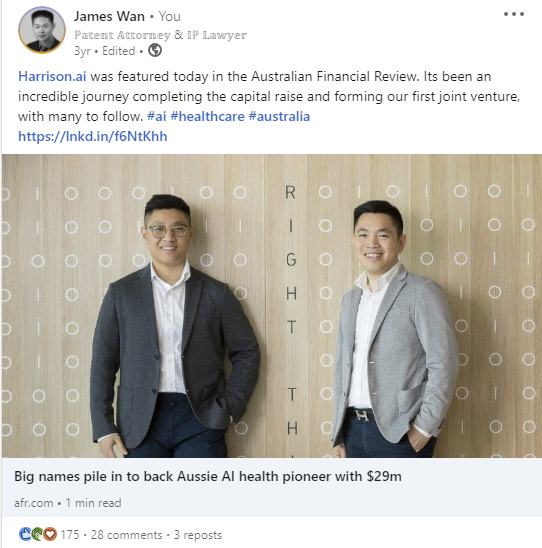 James Wan • You
Patent Attorney & IP Lawyer
3yr • Edited •
Harrison.ai was featured today in the Australian Financial Review. Its been an
incredible journey completing the capital raise and forming our first joint venture,
with many to follow. #ai #healthcare #australia
https://lnkd.in/f6NtKhh
RIGHT TH
Big names pile in to back Aussie AI health pioneer with $29m
afr.com • 1 min read
175 · 28 comments · 3 reposts